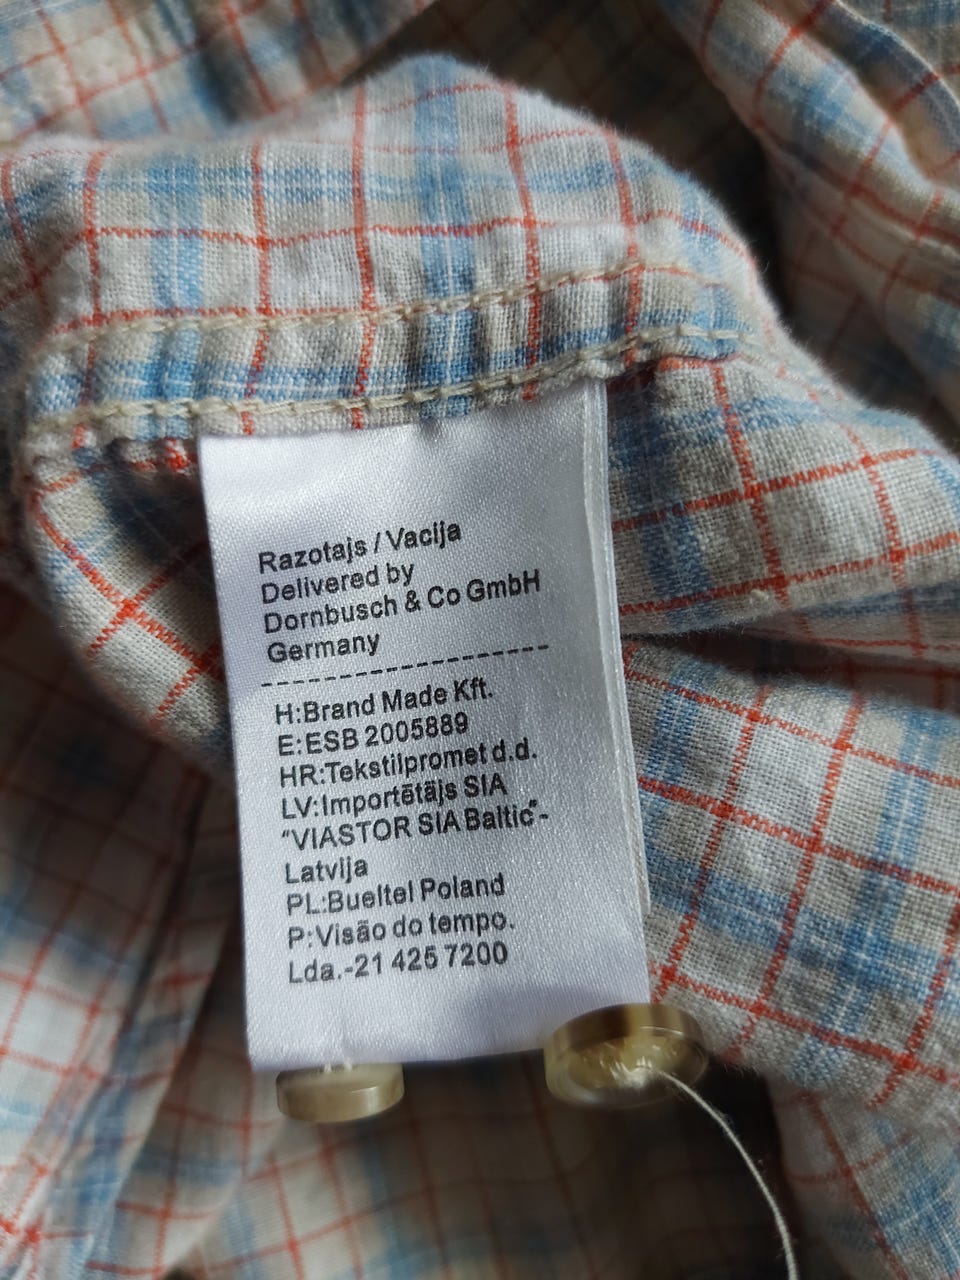 Razotajs / Vacija
Delivered by
Dornbusch & Co GmbH
Germany
--------------------
H:Brand Made Kft.
E:ESB 2005889
HR:Tekstilpromet d.d.
LV:Importētājs SIA
“VIASTOR SIA Baltic” -
Latvija
PL:Bueltel Poland
P:Visão do tempo.
Lda.-21 425 7200